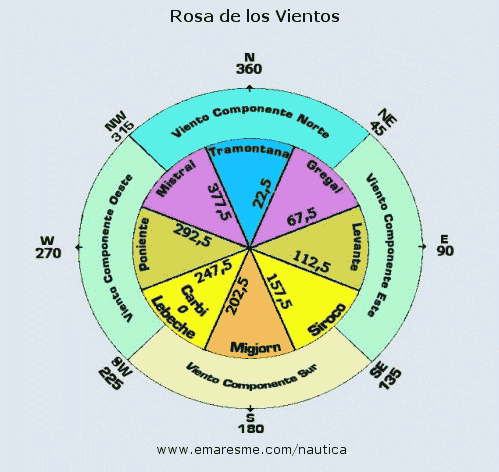 Rosa de los Vientos
N
360
NW
315
NE
45
Viento Componente Norte
Tramontana
Mistral
Gregal
377,5
22,5
67,5
Viento Componente Oeste
Viento Componente Este
W
270
E
90
Poniente
292,5
Levante
112,5
247,5
157,5
202,5
Garbi
o
Lebeche
Siroco
Migjorn
Viento Componente Sur
SW
225
SE
135
S
180
www.emaresme.com/nautica